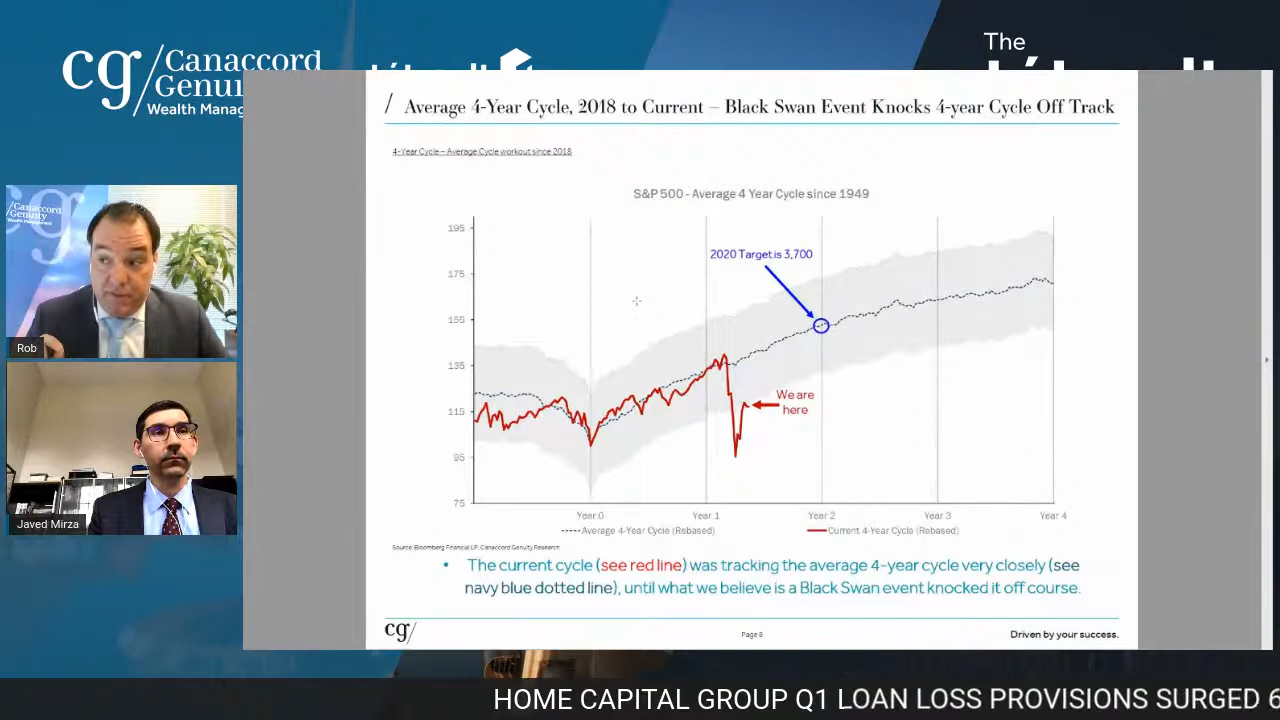 cg/ Canaccord
Genui
Wealth Manag
The
/ Average 4-Year Cycle, 2018 to Current – Black Swan Event Knocks 4-year Cycle Off Track
4-Year Cycle – Average Cycle workout since 2018
S&P 500 - Average 4 Year Cycle since 1949
195
175
155
135
115
95
75
2020 Target is 3,700
We are
here
Year 0
Year 1
Year 2
Year 3
Year 4
Average 4-Year Cycle (Rebased)
Current 4-Year Cycle (Rebased)
Source: Bloomberg Financial LP, Canaccord Genuity Research
• The current cycle (see red line) was tracking the average 4-year cycle very closely (see
navy blue dotted line), until what we believe is a Black Swan event knocked it off course.
cg/
Page 8
Driven by your success.
/Canaccord
Genuity
Wealth Management
Rob
Javed Mirza
HOME CAPITAL GROUP Q1 LOAN LOSS PROVISIONS SURGED 6